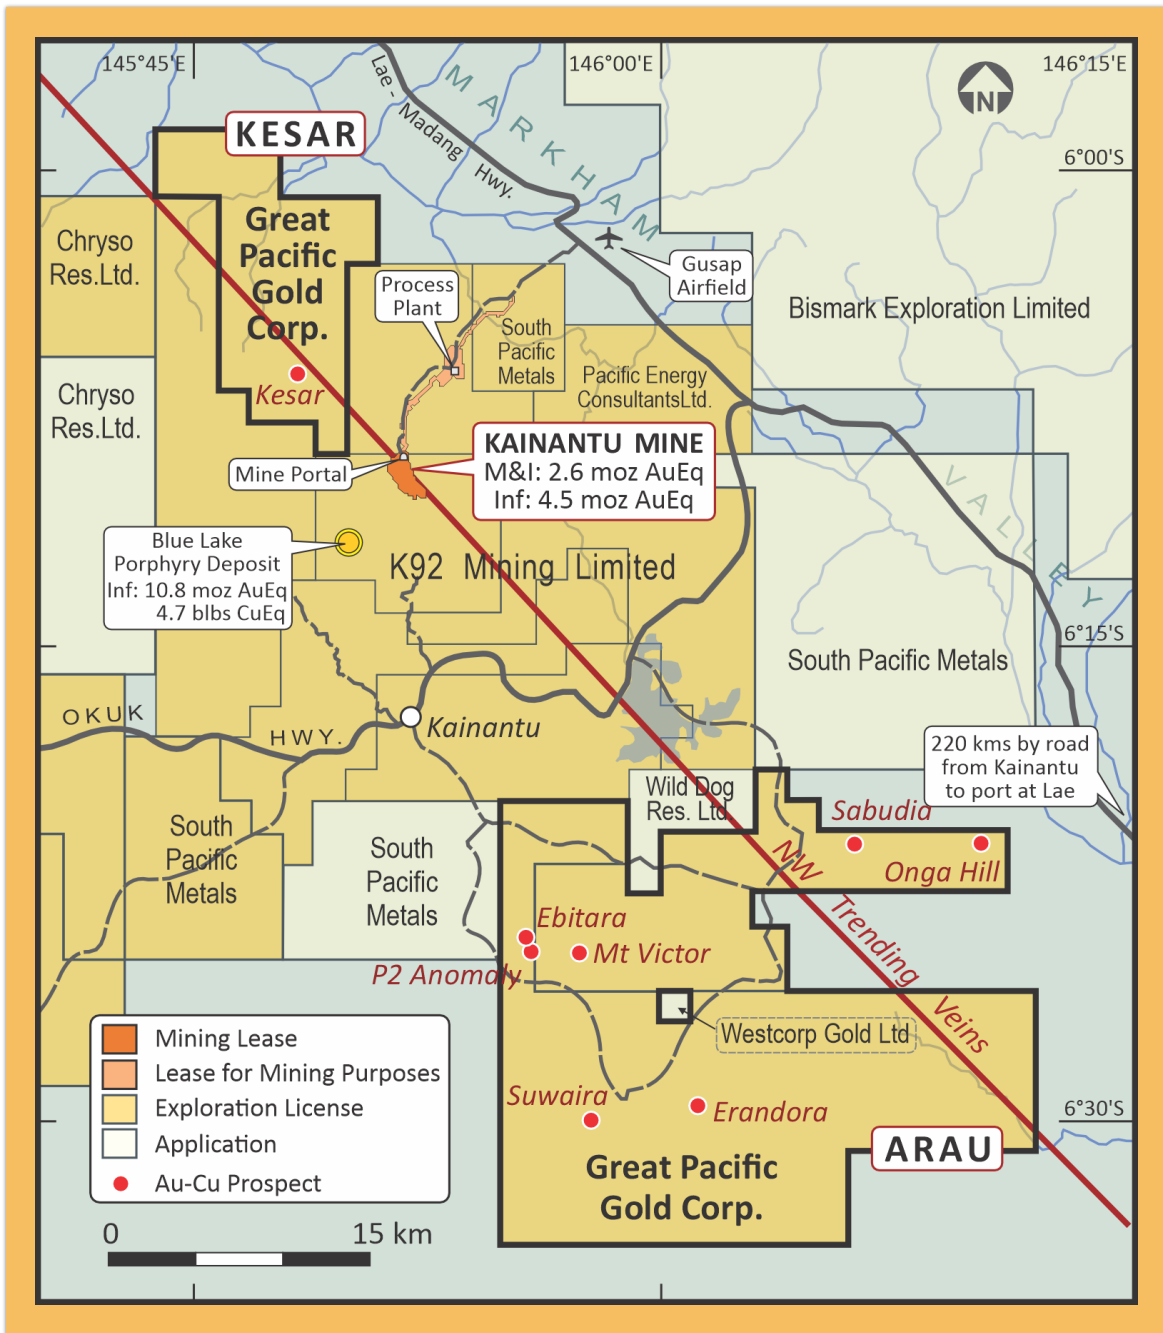 145°45'E
146°00'E
146°15'E
N
6°00'S
6°15'S
6°30'S
MARKHAM
VALLEY
Lae - Madang Hwy.
KESAR
Great
Pacific
Gold
Corp.
Kesar
Chryso
Res.Ltd.
Chryso
Res.Ltd.
Process
Plant
Gusap
Airfield
South
Pacific
Metals
Pacific Energy
ConsultantsLtd.
Bismark Exploration Limited
KAINANTU MINE
M&I: 2.6 moz AuEq
Inf: 4.5 moz AuEq
Mine Portal
Blue Lake
Porphyry Deposit
Inf: 10.8 moz AuEq
4.7 blbs CuEq
K92 Mining Limited
South Pacific Metals
OKUK HWY.
Kainantu
220 kms by road
from Kainantu
to port at Lae
Wild Dog
Res. Ltd
Sabudia
Onga Hill
South
Pacific
Metals
South
Pacific
Metals
NW Trending Veins
Ebitara
Mt Victor
P2 Anomaly
Westcorp Gold Ltd
Suwaira
Erandora
ARAU
Great Pacific
Gold Corp.
Mining Lease
Lease for Mining Purposes
Exploration License
Application
Au-Cu Prospect
0 15 km